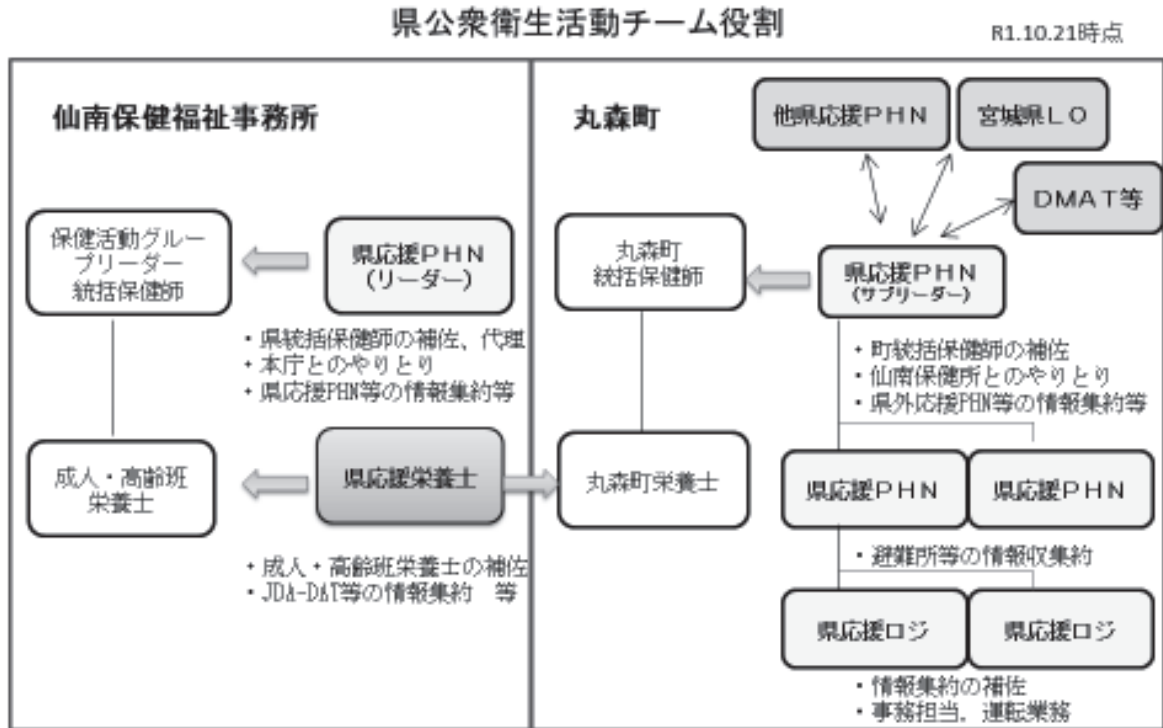 県公衆衛生活動チーム役割
R1.10.21時点
仙南保健福祉事務所
保健活動グルー
プリーダー
統括保健師
県応援PHN
(リーダー)
・県統括保健師の補佐、代理
・本庁とのやりとり
・県応援PHN等の情報集約等
成人・高齢班
栄養士
県応援栄養士
・成人・高齢班栄養士の補佐
・JDA-DAT等の情報集約　等
丸森町
他県応援PHN
宮城県LO
DMAT等
丸森町
統括保健師
県応援PHN
(サブリーダー)
・町統括保健師の補佐
・仙南保健所とのやりとり
・県外応援PHN等の情報集約等
丸森町栄養士
県応援PHN
県応援PHN
・避難所等の情報収集約
県応援ロジ
県応援ロジ
・情報集約の補佐
・事務担当，運転業務